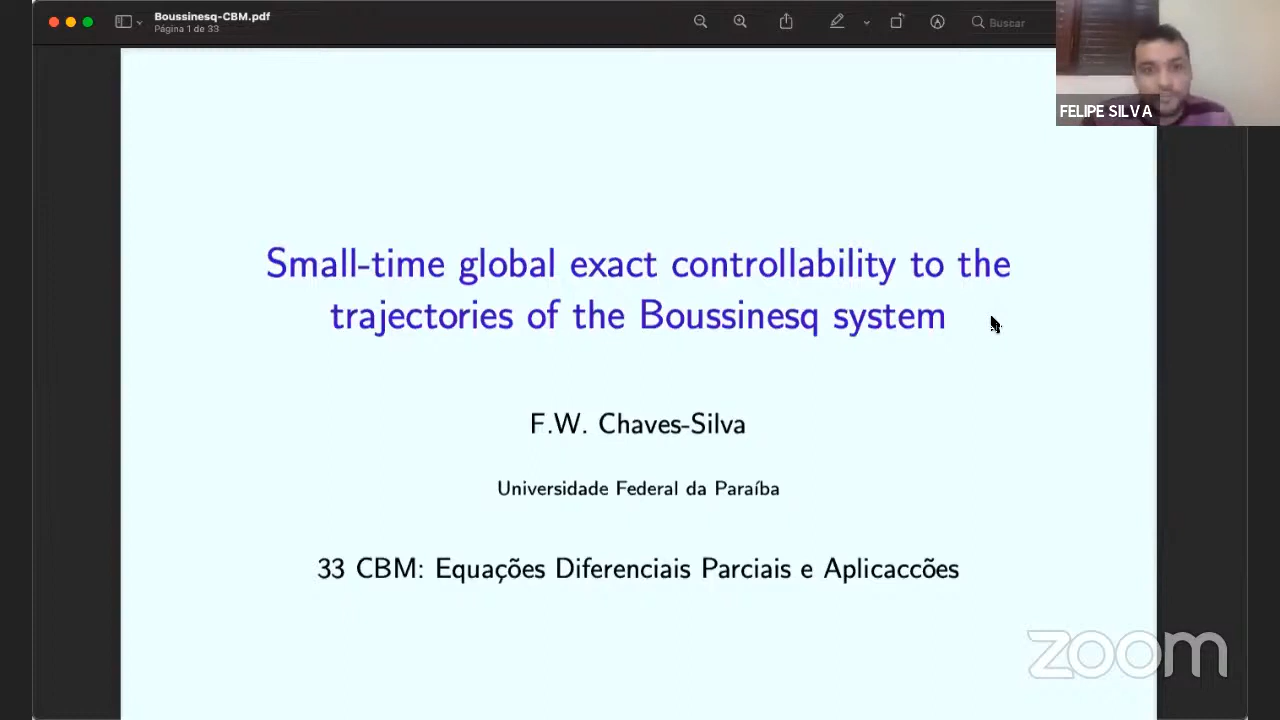 Boussinesq-CBM.pdf
Página 1 de 33
Buscar
FELIPE SILVA
Small-time global exact controllability to the
trajectories of the Boussinesq system
F.W. Chaves-Silva
Universidade Federal da Paraíba
33 CBM: Equações Diferenciais Parciais e Aplicaccões
zoom